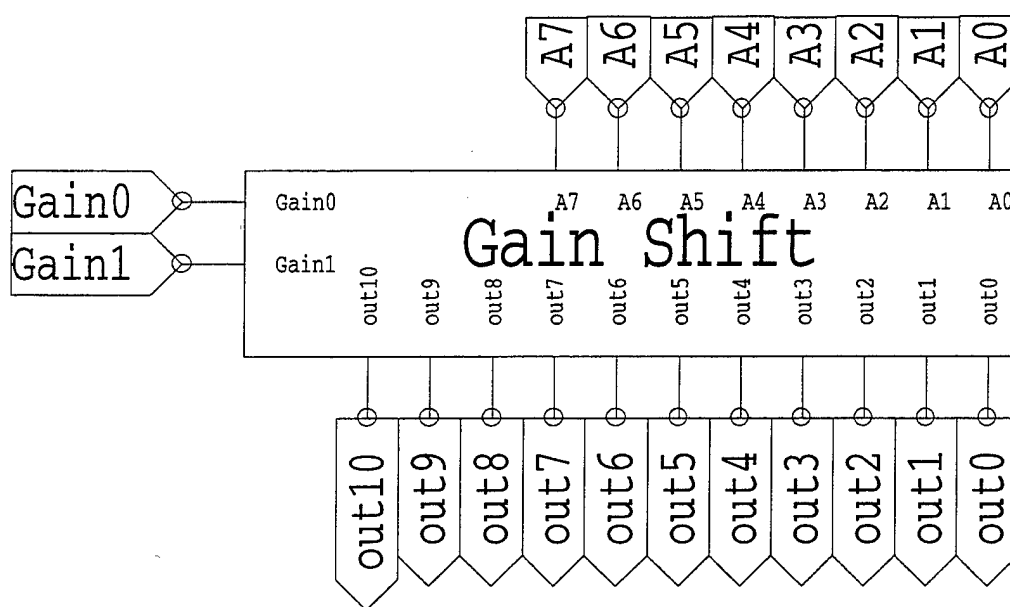 A7 A6 A5 A4 A3 A2 A1 A0
Gain0
Gain1
Gain0 A7 A6 A5 A4 A3 A2 A1 A0
Gain Shift
Gain1
out10 out9 out8 out7 out6 out5 out4 out3 out2 out1 out0
out10 out9 out8 out7 out6 out5 out4 out3 out2 out1 out0